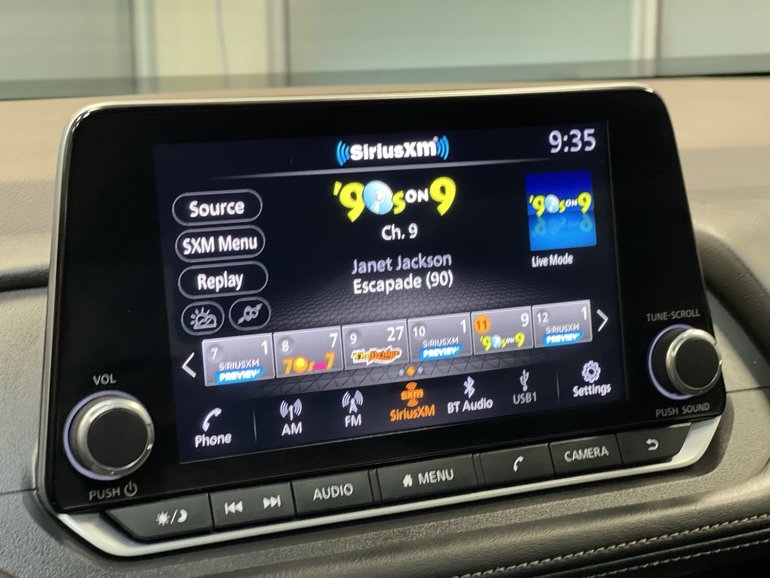 SiriusXM 9:35
'90s ON 9
'90s ON 9
Source
Ch. 9
SXM Menu
Janet Jackson
Live Mode
Escapade (90)
Replay
7 1 8 7 9 27 10 1 11 9 12 1
SIRIUSXM PREVIEW '70s on 7 The Bridge SIRIUSXM PREVIEW '90s ON 9 SIRIUSXM PREVIEW
Phone AM FM SXM SiriusXM BT Audio USB1 Settings
VOL
TUNE·SCROLL
PUSH
PUSH SOUND
AUDIO MENU CAMERA